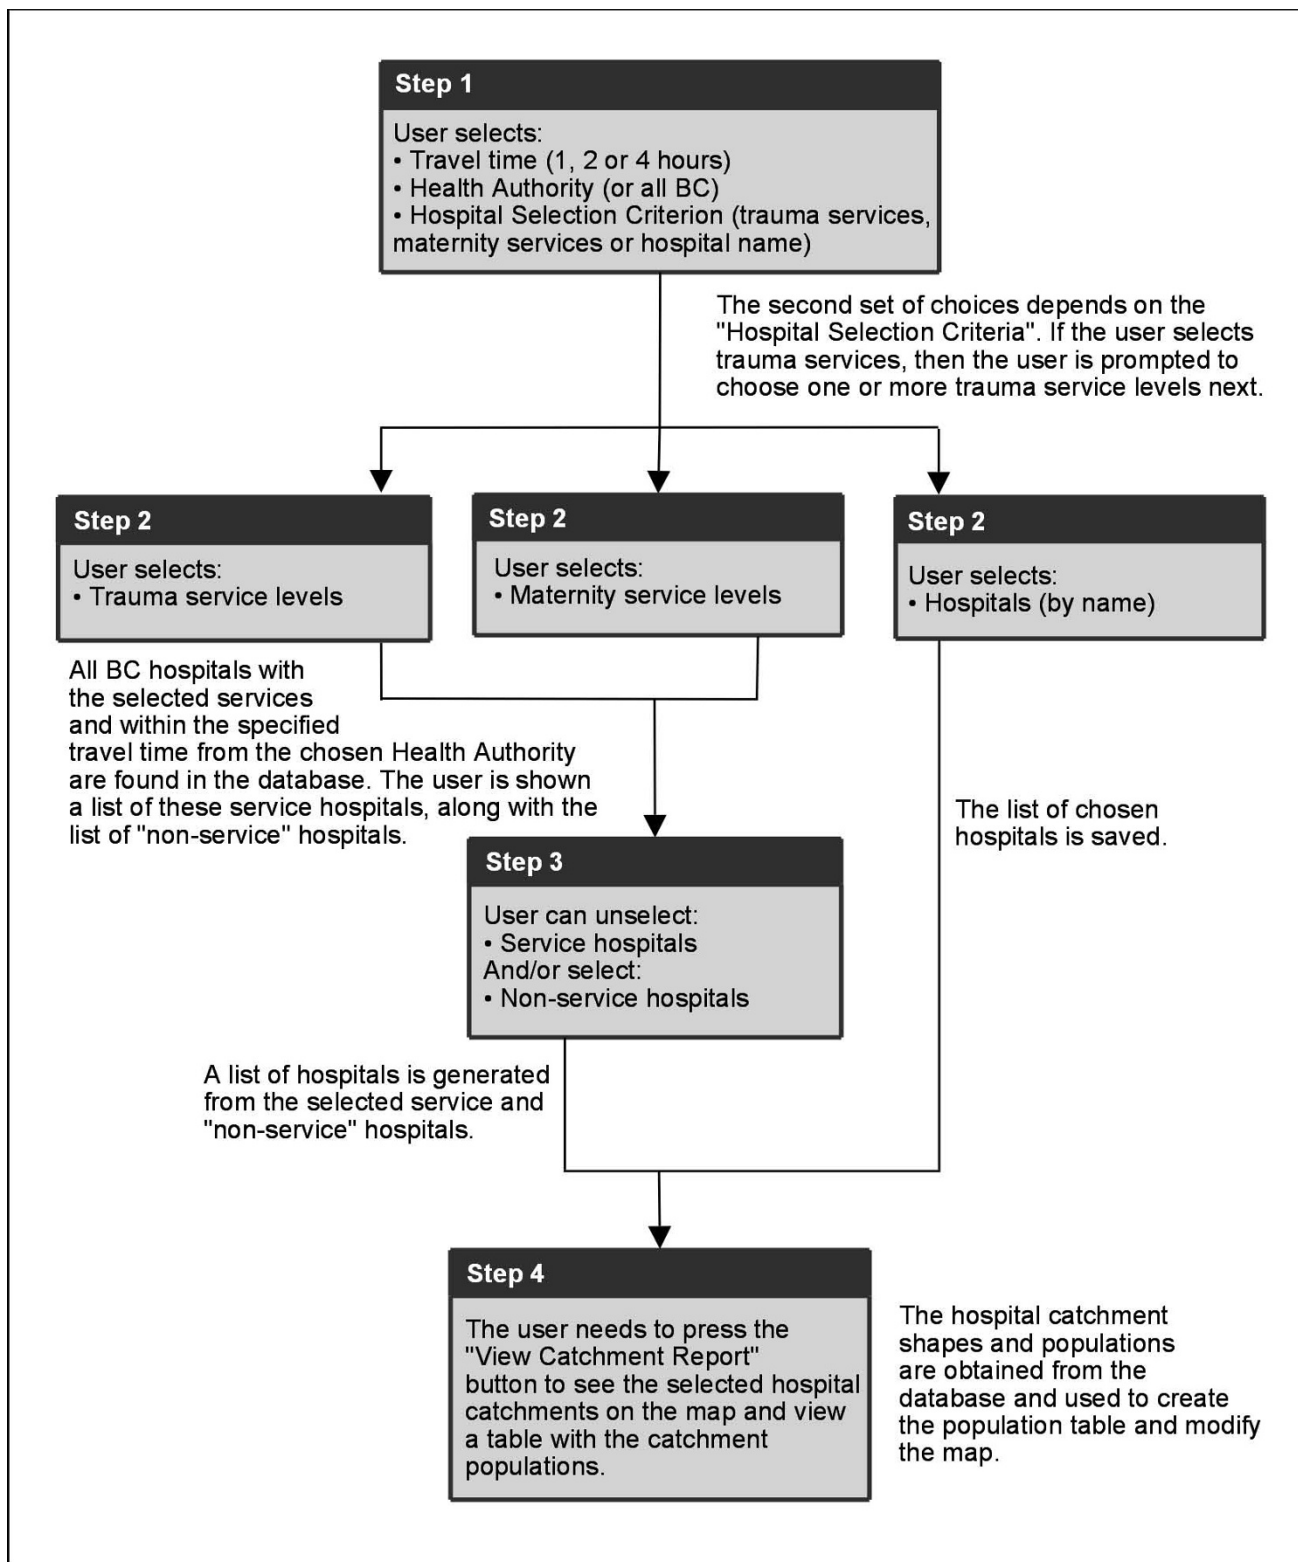 Step 1
User selects:
• Travel time (1, 2 or 4 hours)
• Health Authority (or all BC)
• Hospital Selection Criterion (trauma services,
maternity services or hospital name)
The second set of choices depends on the
"Hospital Selection Criteria". If the user selects
trauma services, then the user is prompted to
choose one or more trauma service levels next.
Step 2
User selects:
• Trauma service levels
Step 2
User selects:
• Maternity service levels
Step 2
User selects:
• Hospitals (by name)
All BC hospitals with
the selected services
and within the specified
travel time from the chosen Health Authority
are found in the database. The user is shown
a list of these service hospitals, along with the
list of "non-service" hospitals.
The list of chosen
hospitals is saved.
Step 3
User can unselect:
• Service hospitals
And/or select:
• Non-service hospitals
A list of hospitals is generated
from the selected service and
"non-service" hospitals.
Step 4
The user needs to press the
"View Catchment Report"
button to see the selected hospital
catchments on the map and view
a table with the catchment
populations.
The hospital catchment
shapes and populations
are obtained from the
database and used to create
the population table and modify
the map.